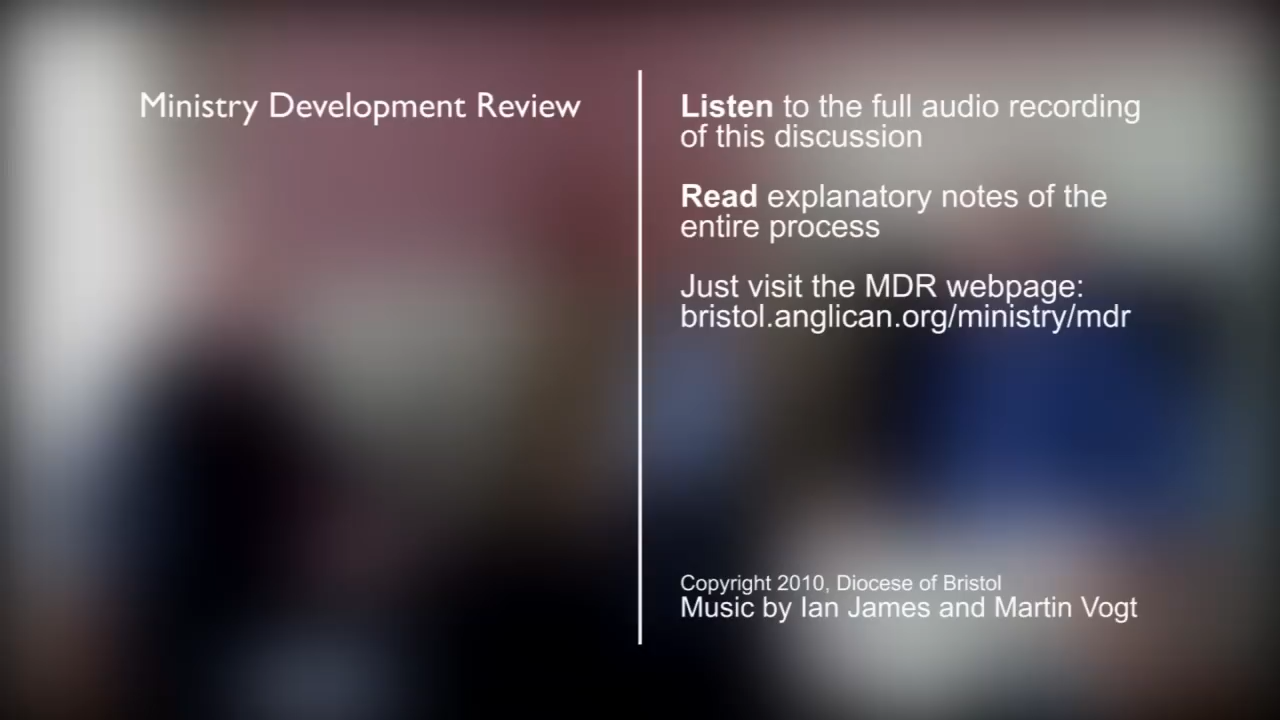 Ministry Development Review
Listen to the full audio recording
of this discussion
Read explanatory notes of the
entire process
Just visit the MDR webpage:
bristol.anglican.org/ministry/mdr
Copyright 2010, Diocese of Bristol
Music by Ian James and Martin Vogt